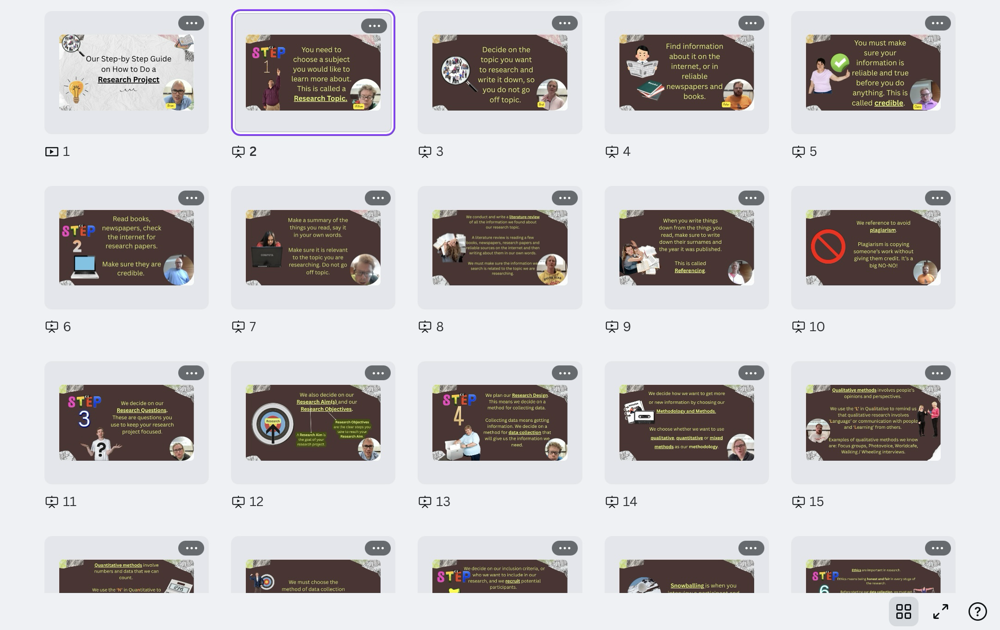 Our Step-by Step Guide
on How to Do a
Research Project
Brian
1
STEP
1
You need to
choose a subject
you would like to
learn more about.
This is called a
Research Topic.
William
2
Decide on the
topic you want
to research and
write it down, so
you do not go
off topic.
Brid
3
Books
Find information
about it on the
internet, or in
reliable
newspapers and
books.
Peter
4
You must make
sure your
information is
reliable and true
before you do
anything. This is
called credible.
Claire
5
STEP
2
Read books,
newspapers, check
the internet for
research papers.
Make sure they are
credible.
6
COMPUTA
Make a summary of the
things you read, say it
in your own words.
Make sure it is relevant
to the topic you are
researching. Do not go
off topic.
7
We conduct and write a literature review
of all the information we found about
our research topic.
A literature review is reading a few
books, newspapers, research papers and
reliable sources on the internet and then
writing about them in our own words.
We must make sure the information we
search is related to the topic we are
researching.
8
When you write things
down from the things you
read, make sure to write
down their surnames and
the year it was published.
This is called
Referencing.
9
We reference to avoid
plagiarism.
Plagiarism is copying
someone's work without
giving them credit. It's a
big NO-NO!
10
STEP
3
?
We decide on our
Research Questions.
These are questions you
use to keep your research
project focused.
11
We also decide on our
Research Aim(s) and our
Research Objectives.
Research
A Research Aim is
the goal of your
research project.
Research Objectives
are the clear steps you
take to reach your
Research Aim.
12
STEP
4
We plan our Research Design.
This means we decide on a
method for collecting data.
Collecting data means getting
information. We decide on a
method for data collection that
will give us the information we
need.
13
minutes
We decide how we want to get more
or new information by choosing our
Methodology and Methods.
We choose whether we want to use
qualitative, quantitative or mixed
methods as our methodology.
14
Qualitative methods involves people's
opinions and perspectives.
We use the 'L' in Qualitative to remind us
that qualitative research involves
'Language' or communication with people
and 'Learning' from others.
Examples of qualitative methods we know
are: Focus groups, Photovoice, Worldcafe,
Walking / Wheeling interviews.
15
Quantitative methods involve
numbers and data that we can
count.
We use the 'N' in Quantitative to
12345
We must choose the
method of data collection
STEP
We decide on our inclusion criteria, or
who we want to include in our
research, and we recruit potential
participants.
Snowballing is when you
interview a participant and
STEP
6
Ethics are important in research.
Ethics means being honest and fair in every stage of
the research.
Before starting our data collection, we must get